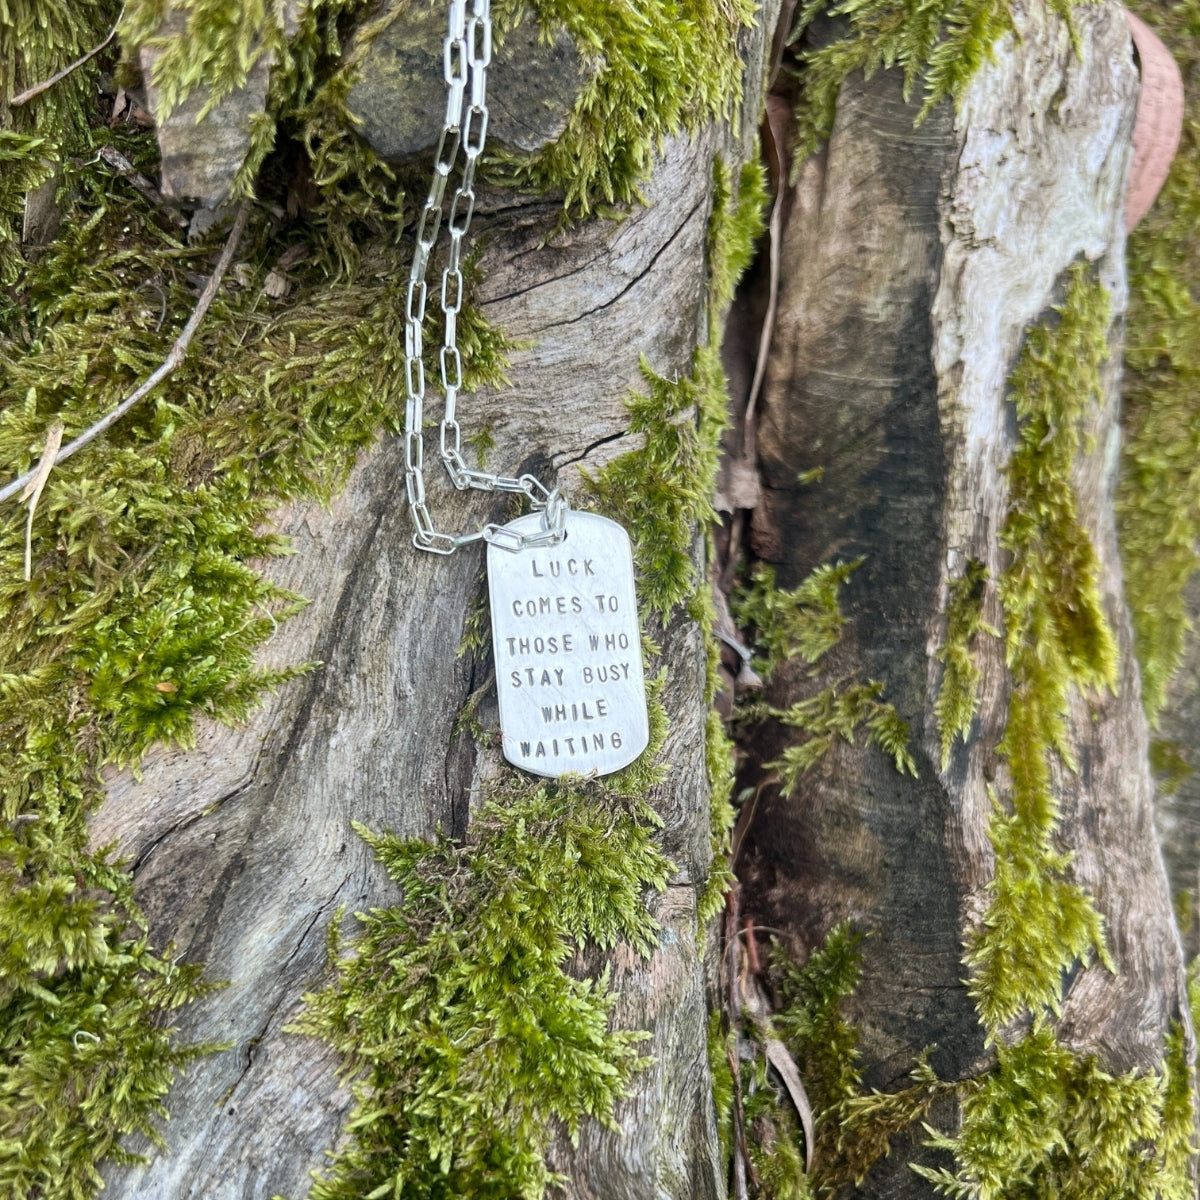 LUCK
COMES TO
THOSE WHO
STAY BUSY
WHILE
WAITING